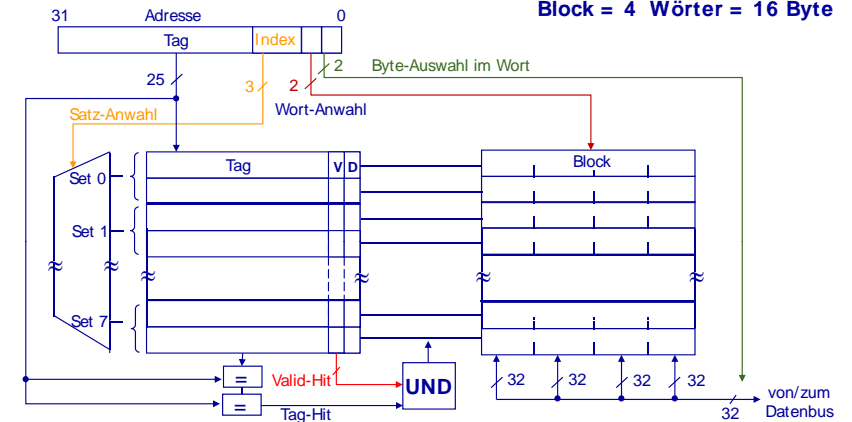 Block = 4 Wörter = 16 Byte
31 Adresse 0
Tag Index
25 3 2 2 Byte-Auswahl im Wort
Satz-Anwahl Wort-Anwahl
Tag V D Block
Set 0
Set 1
Set 7
= Valid-Hit UND 32 32 32 32
= Tag-Hit 32 von/zum
Datenbus